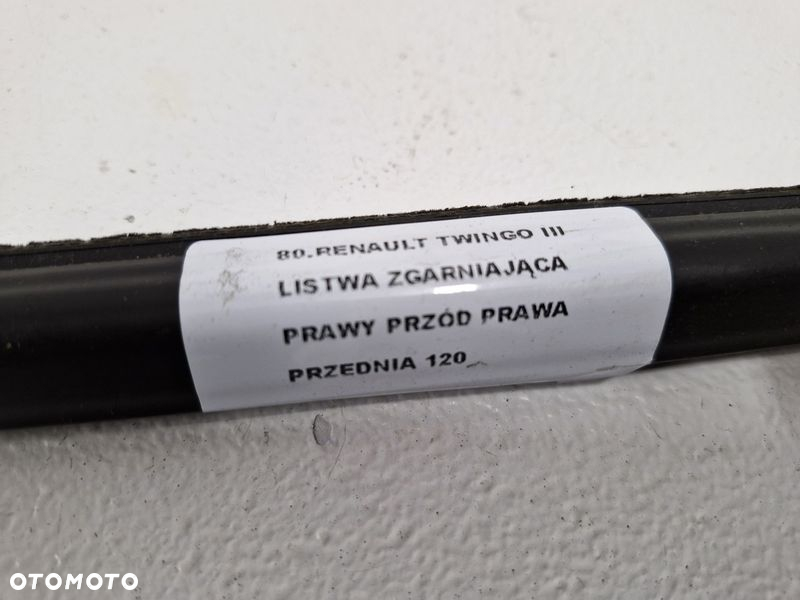 80.RENAULT TWINGO III
LISTWA ZGARNIAJĄCA
PRAWY PRZÓD PRAWA
PRZEDNIA 120
OTOMOTO